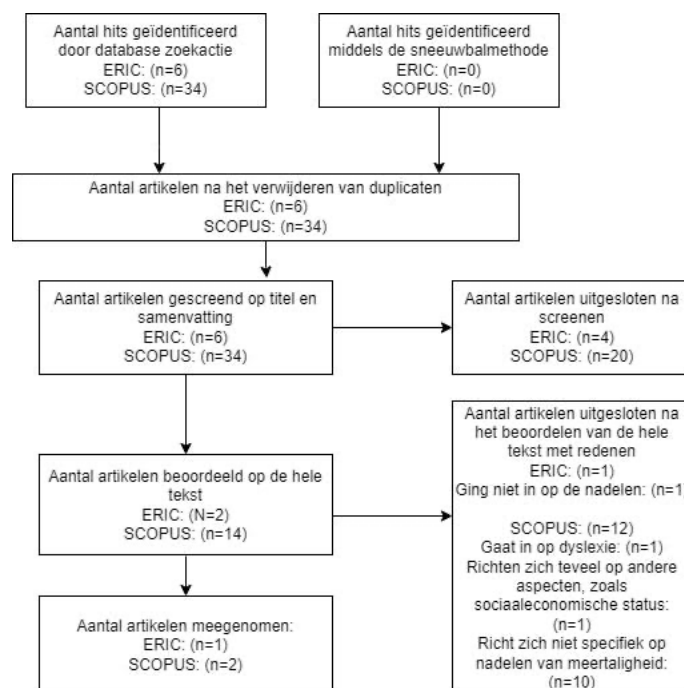 Aantal hits geïdentificeerd
door database zoekactie
ERIC: (n=6)
SCOPUS: (n=34)
Aantal hits geïdentificeerd
middels de sneeuwbalmethode
ERIC: (n=0)
SCOPUS: (n=0)
Aantal artikelen na het verwijderen van duplicaten
ERIC: (n=6)
SCOPUS: (n=34)
Aantal artikelen gescreend op titel en
samenvatting
ERIC: (n=6)
SCOPUS: (n=34)
Aantal artikelen uitgesloten na
screenen
ERIC: (n=4)
SCOPUS: (n=20)
Aantal artikelen beoordeeld op de hele
tekst
ERIC: (N=2)
SCOPUS: (n=14)
Aantal artikelen uitgesloten na
het beoordelen van de hele
tekst met redenen
ERIC: (n=1)
Ging niet in op de nadelen: (n=1
SCOPUS: (n=12)
Gaat in op dyslexie: (n=1)
Richten zich teveel op andere
aspecten, zoals
sociaaleconomische status:
(n=1)
Richt zich niet specifiek op
nadelen van meertaligheid:
(n=10)
Aantal artikelen meegenomen:
ERIC: (n=1)
SCOPUS: (n=2)